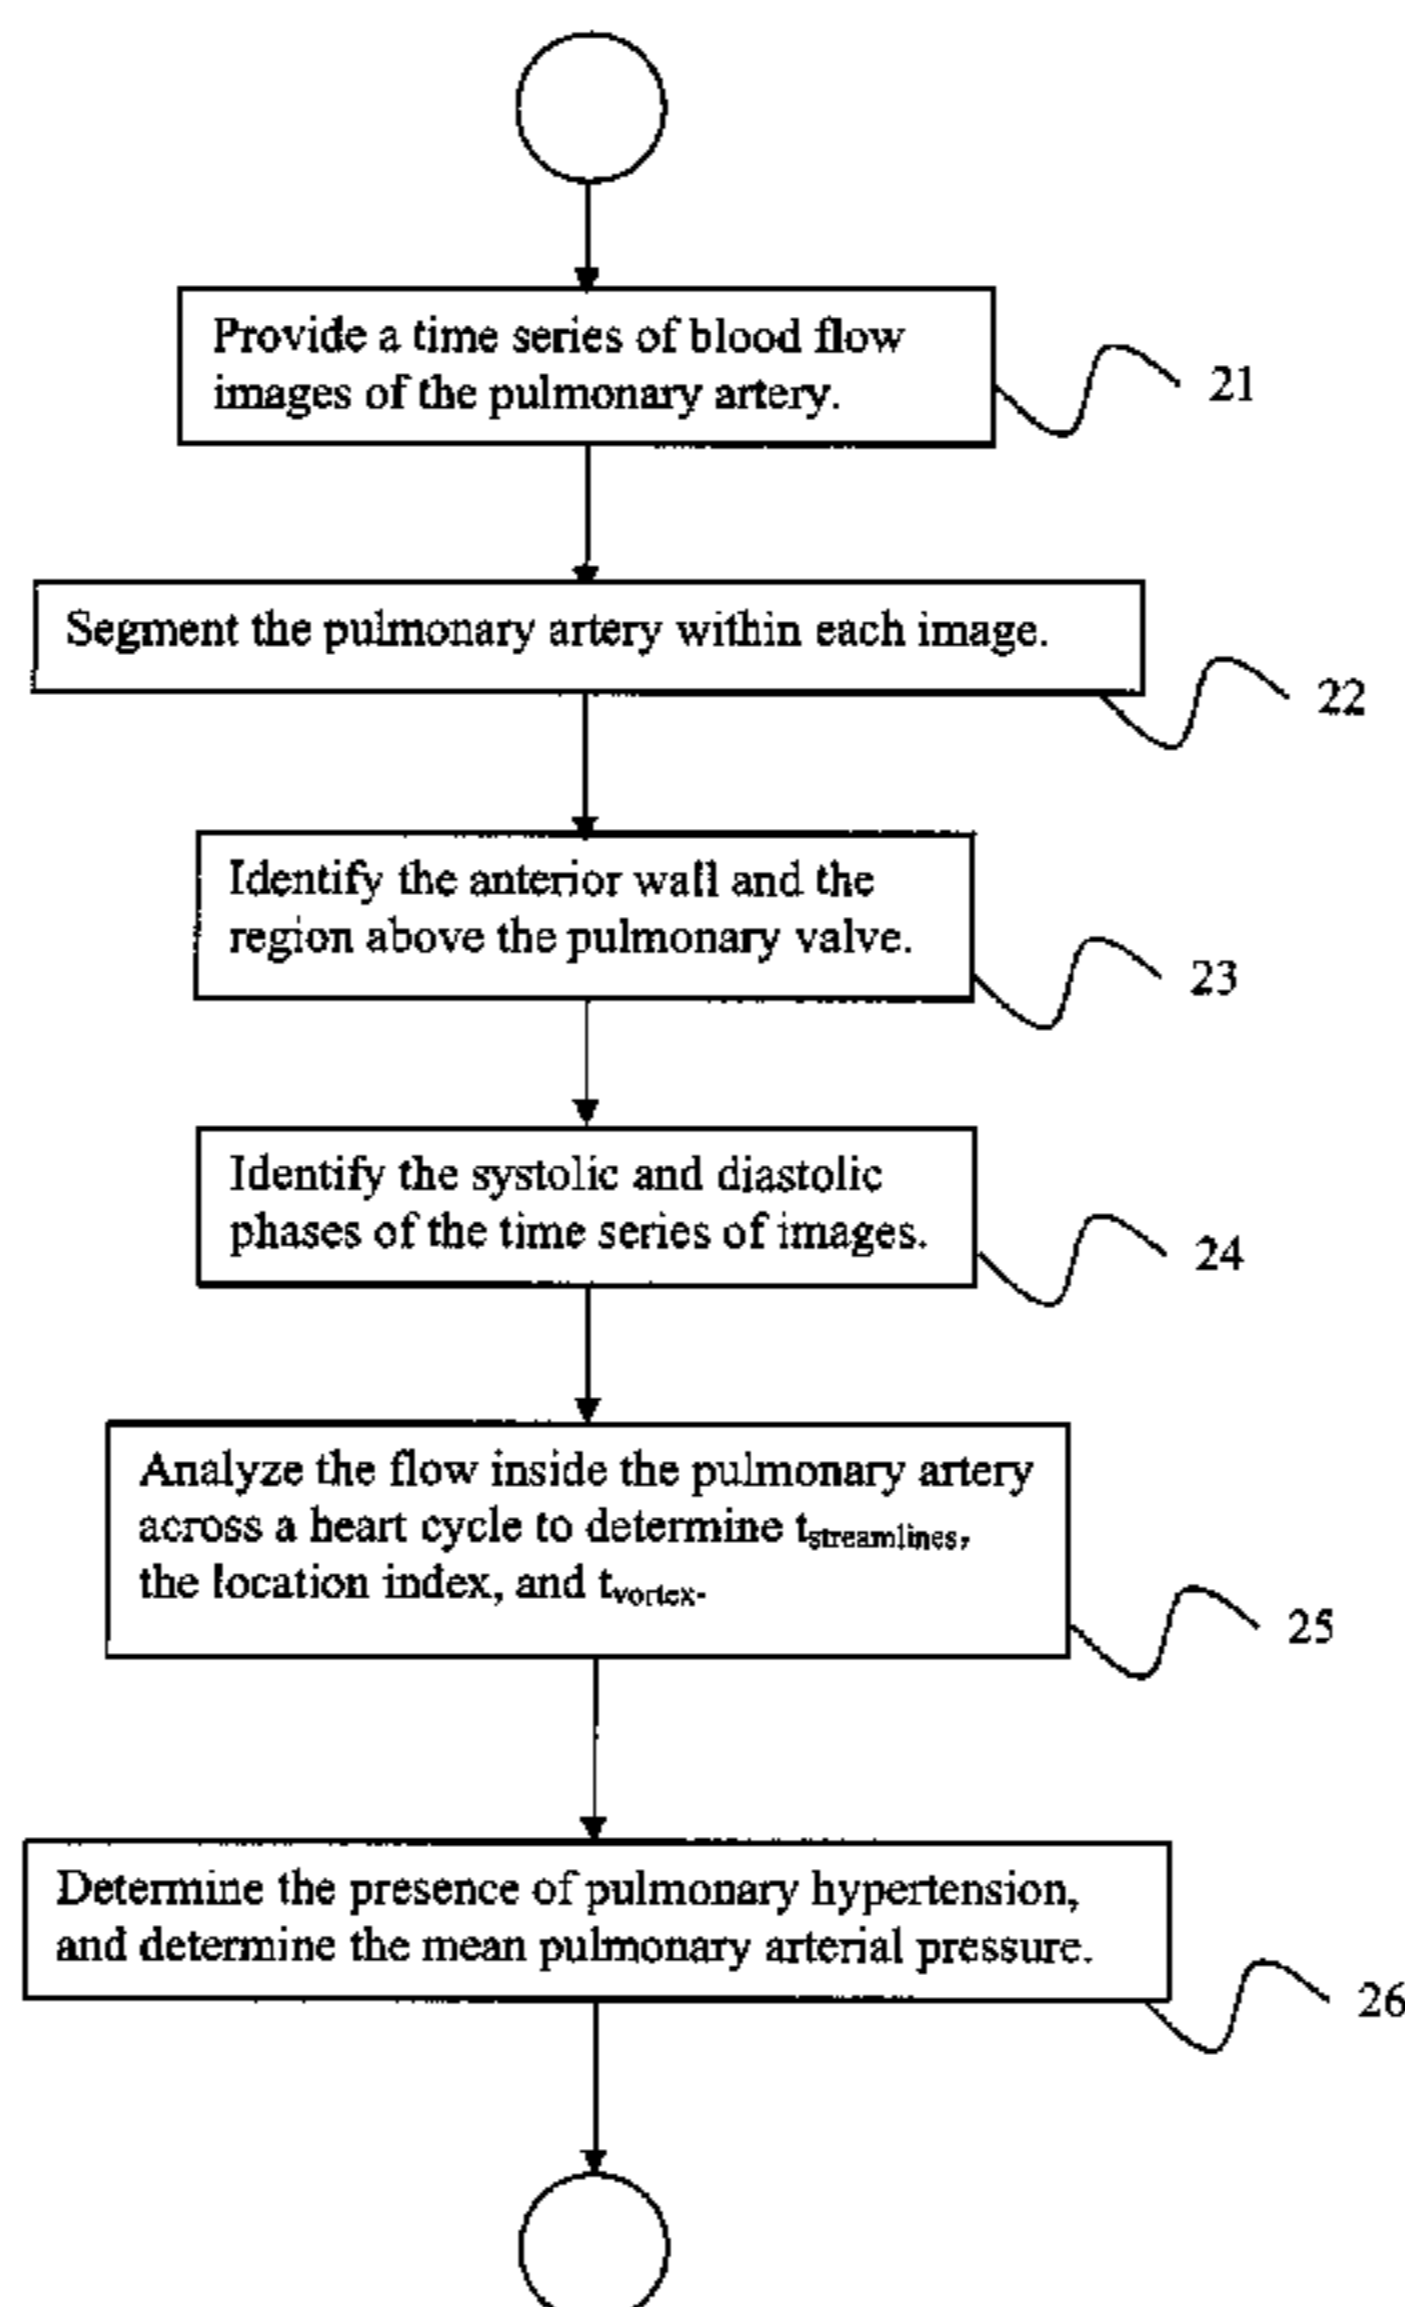 Provide a time series of blood flow
images of the pulmonary artery.
21
Segment the pulmonary artery within each image.
22
Identify the anterior wall and the
region above the pulmonary valve.
23
Identify the systolic and diastolic
phases of the time series of images.
24
Analyze the flow inside the pulmonary artery
across a heart cycle to determine tstreamlines,
the location index, and tvortex.
25
Determine the presence of pulmonary hypertension,
and determine the mean pulmonary arterial pressure.
26